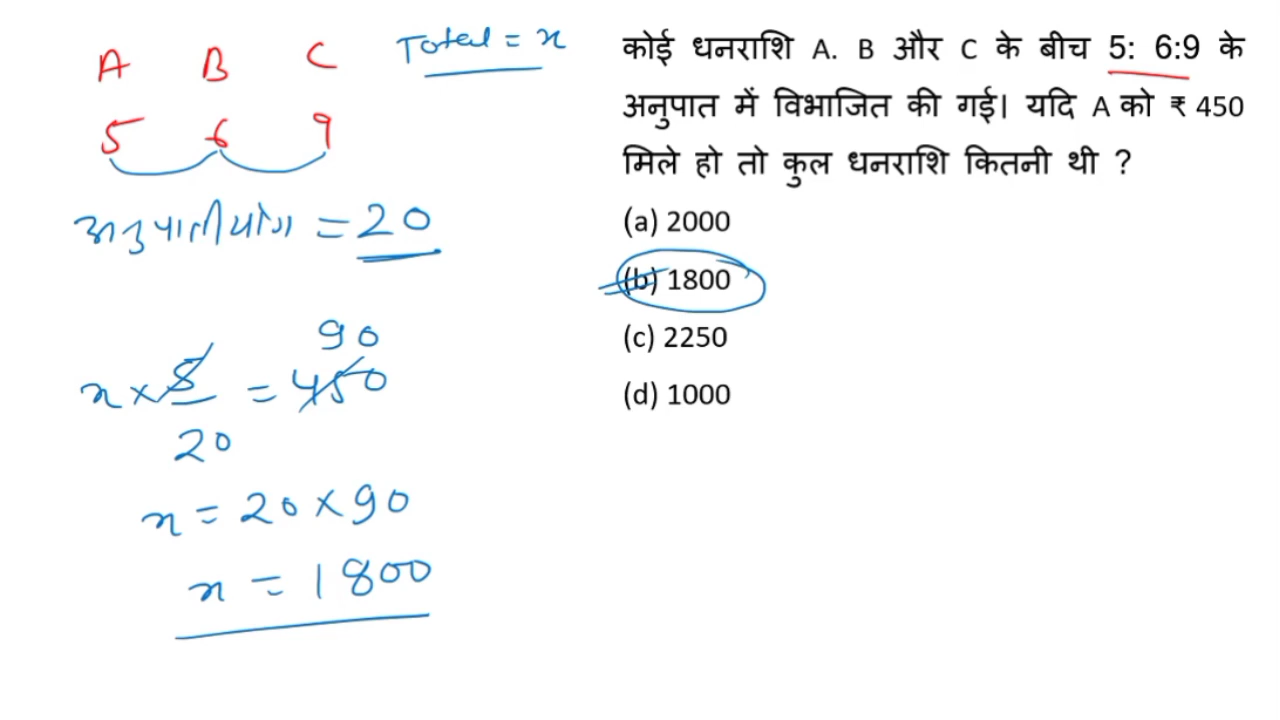 A B C Total = x
5 6 9
अनुपाती योग = 20
90
x × 5 = 450
20
x = 20 × 90
x = 1800
कोई धनराशि A. B और C के बीच 5: 6:9 के
अनुपात में विभाजित की गई। यदि A को ₹ 450
मिले हो तो कुल धनराशि कितनी थी ?
(a) 2000
(b) 1800
(c) 2250
(d) 1000